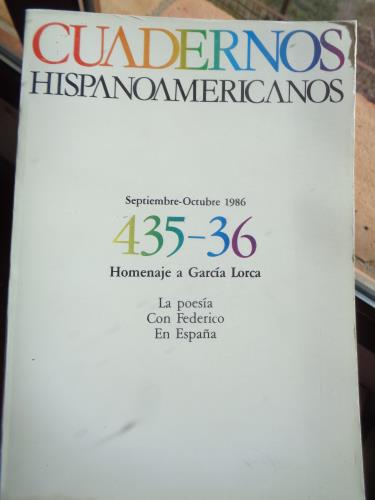 CUADERNOS
HISPANOAMERICANOS
Septiembre-Octubre 1986
435-36
Homenaje a García Lorca
La poesía
Con Federico
En España